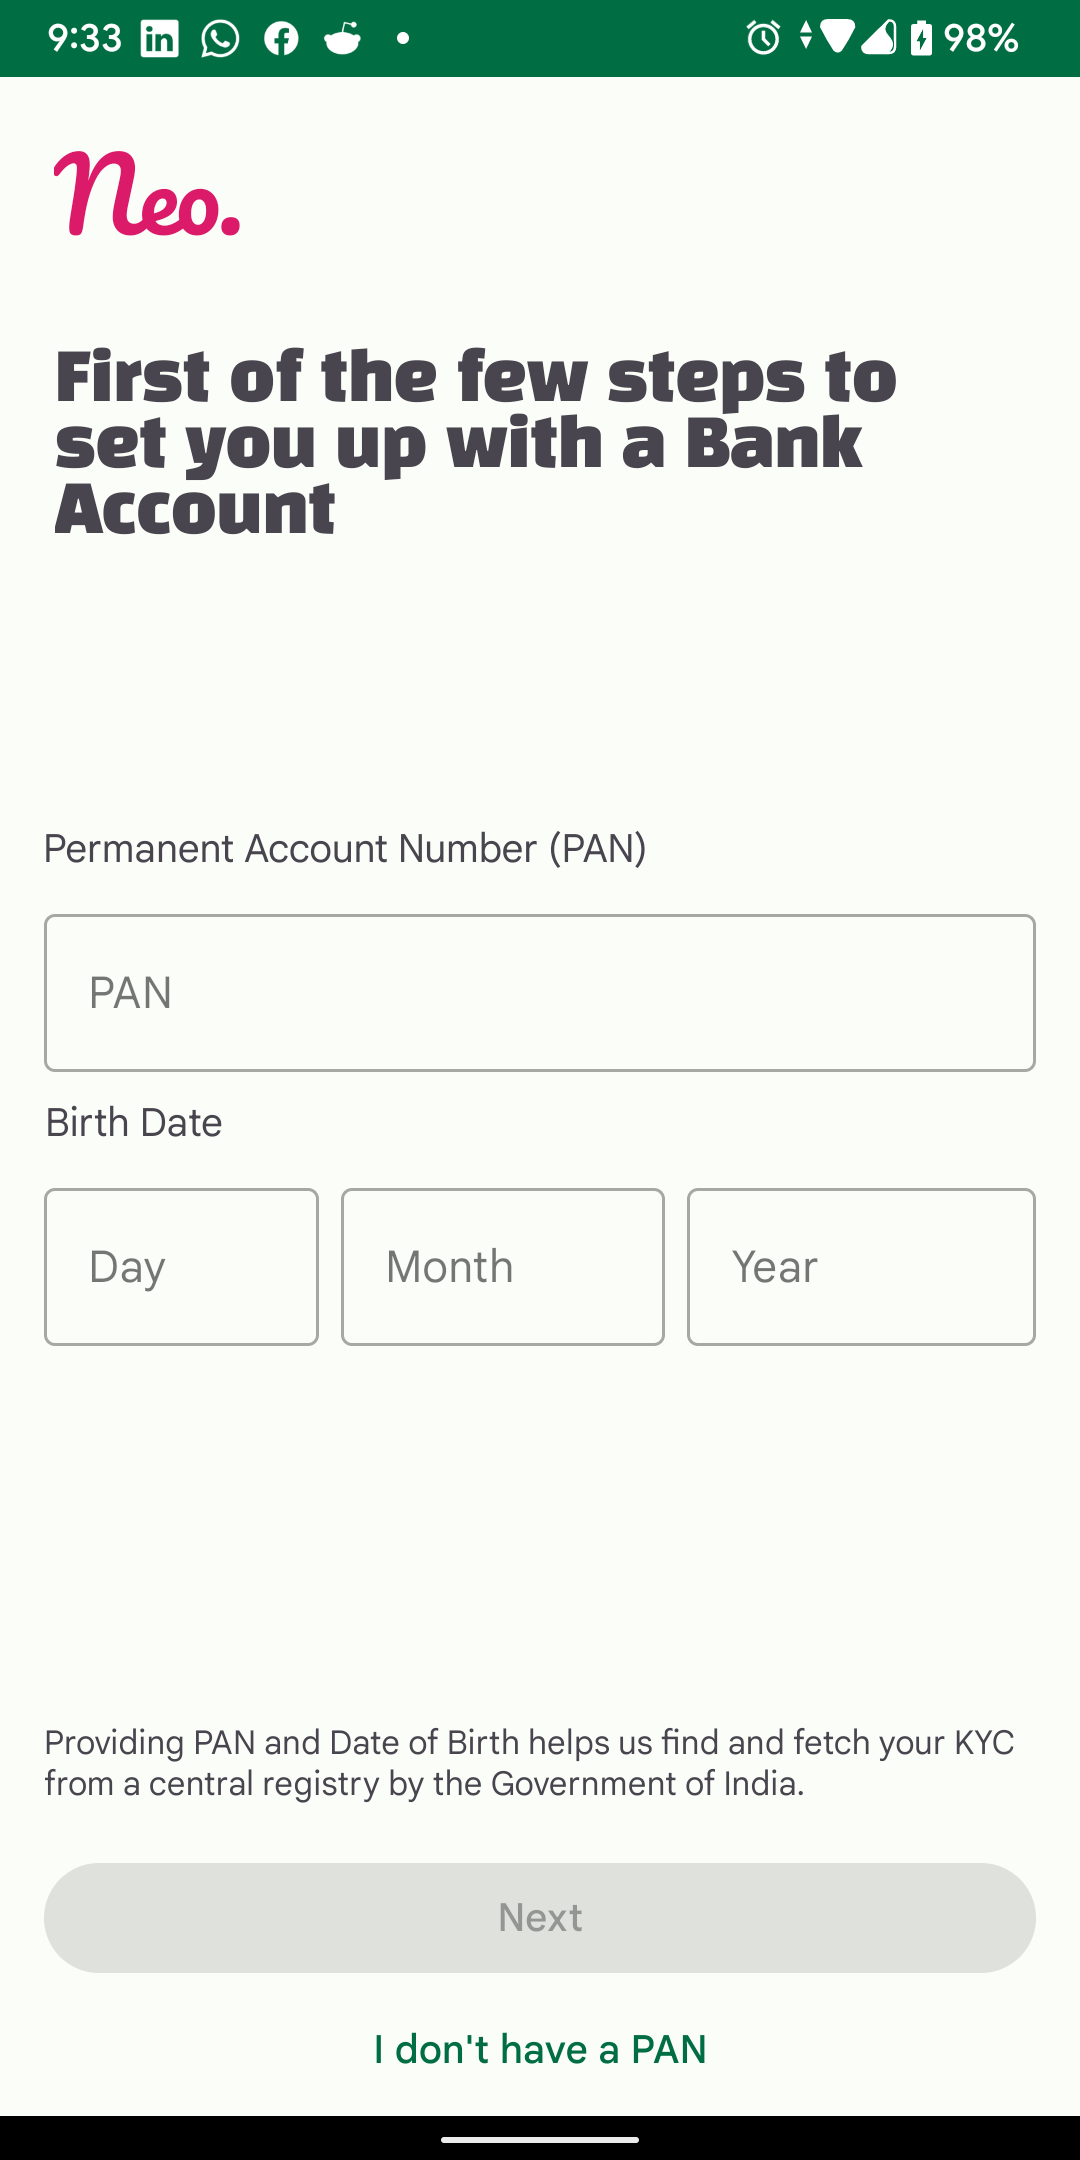 9:33
98%
Neo.
First of the few steps to
set you up with a Bank
Account
Permanent Account Number (PAN)
PAN
Birth Date
Day
Month
Year
Providing PAN and Date of Birth helps us find and fetch your KYC
from a central registry by the Government of India.
Next
I don't have a PAN